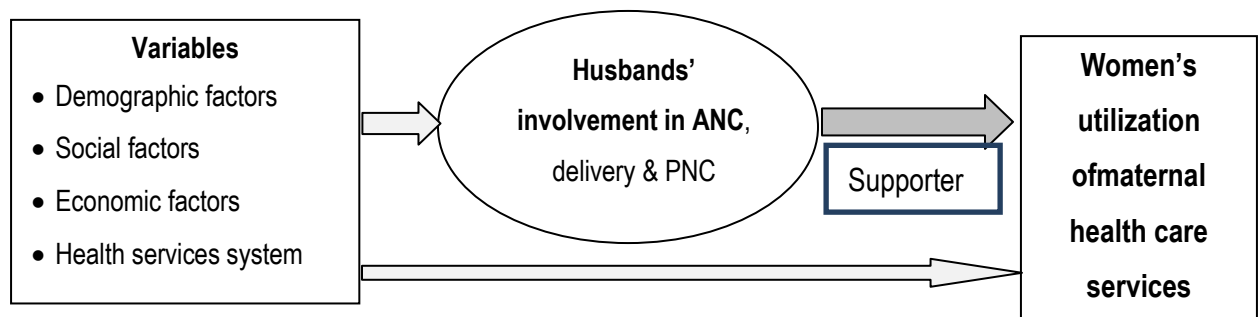 Variables
• Demographic factors
• Social factors
• Economic factors
• Health services system
Husbands’
involvement in ANC,
delivery & PNC
Supporter
Women’s
utilization
ofmaternal
health care
services